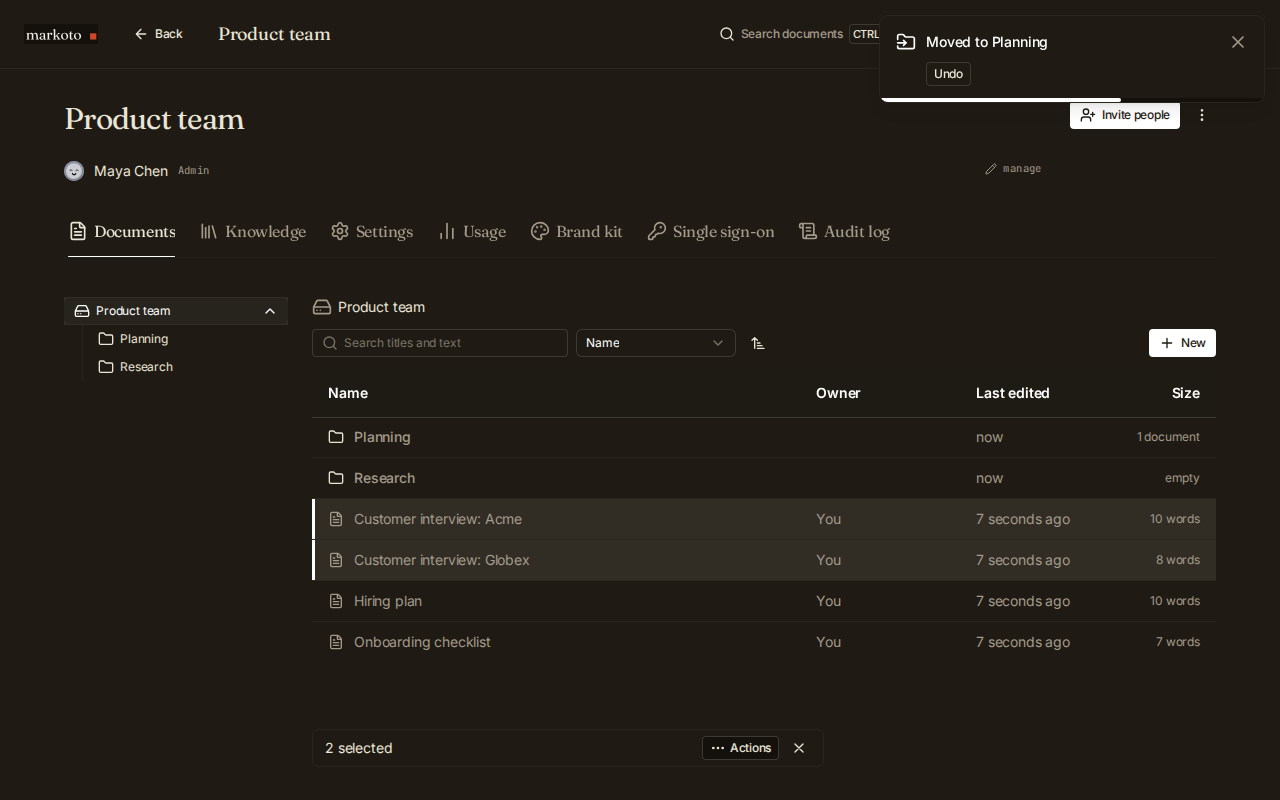 markoto
Back
Product team
Search documents
CTRL
Moved to Planning
Undo
Product team
Invite people
Maya Chen
Admin
manage
Documents
Knowledge
Settings
Usage
Brand kit
Single sign-on
Audit log
Product team
Planning
Research
Product team
Search titles and text
Name
New
Name Owner Last edited Size
Planning now 1 document
Research now empty
Customer interview: Acme You 7 seconds ago 10 words
Customer interview: Globex You 7 seconds ago 8 words
Hiring plan You 7 seconds ago 10 words
Onboarding checklist You 7 seconds ago 7 words
2 selected
Actions